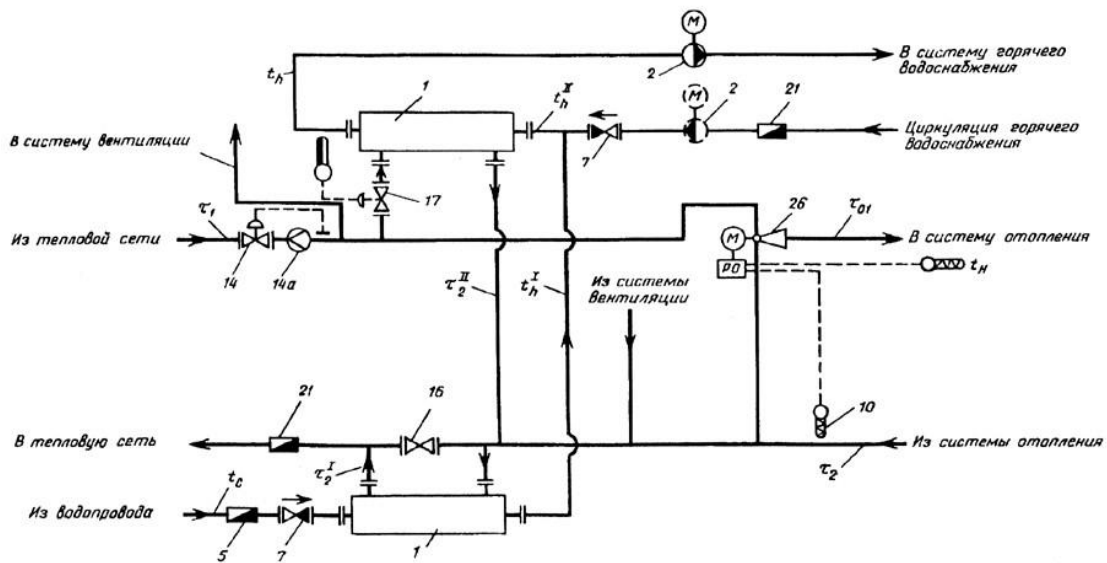 М
2
В систему горячего
водоснабжения
t_h
1
t_h^II
(М)
2
21
7
Циркуляция горячего
водоснабжения
В систему вентиляции
17
τ_1
Из тепловой сети
14
14а
М
26
τ_01
В систему отопления
РО
t_н
τ_2^II
t_h^I
Из системы
вентиляции
21
16
10
В тепловую сеть
Из системы отопления
τ_2^I
τ_2
t_c
Из водопровода
5
7
1